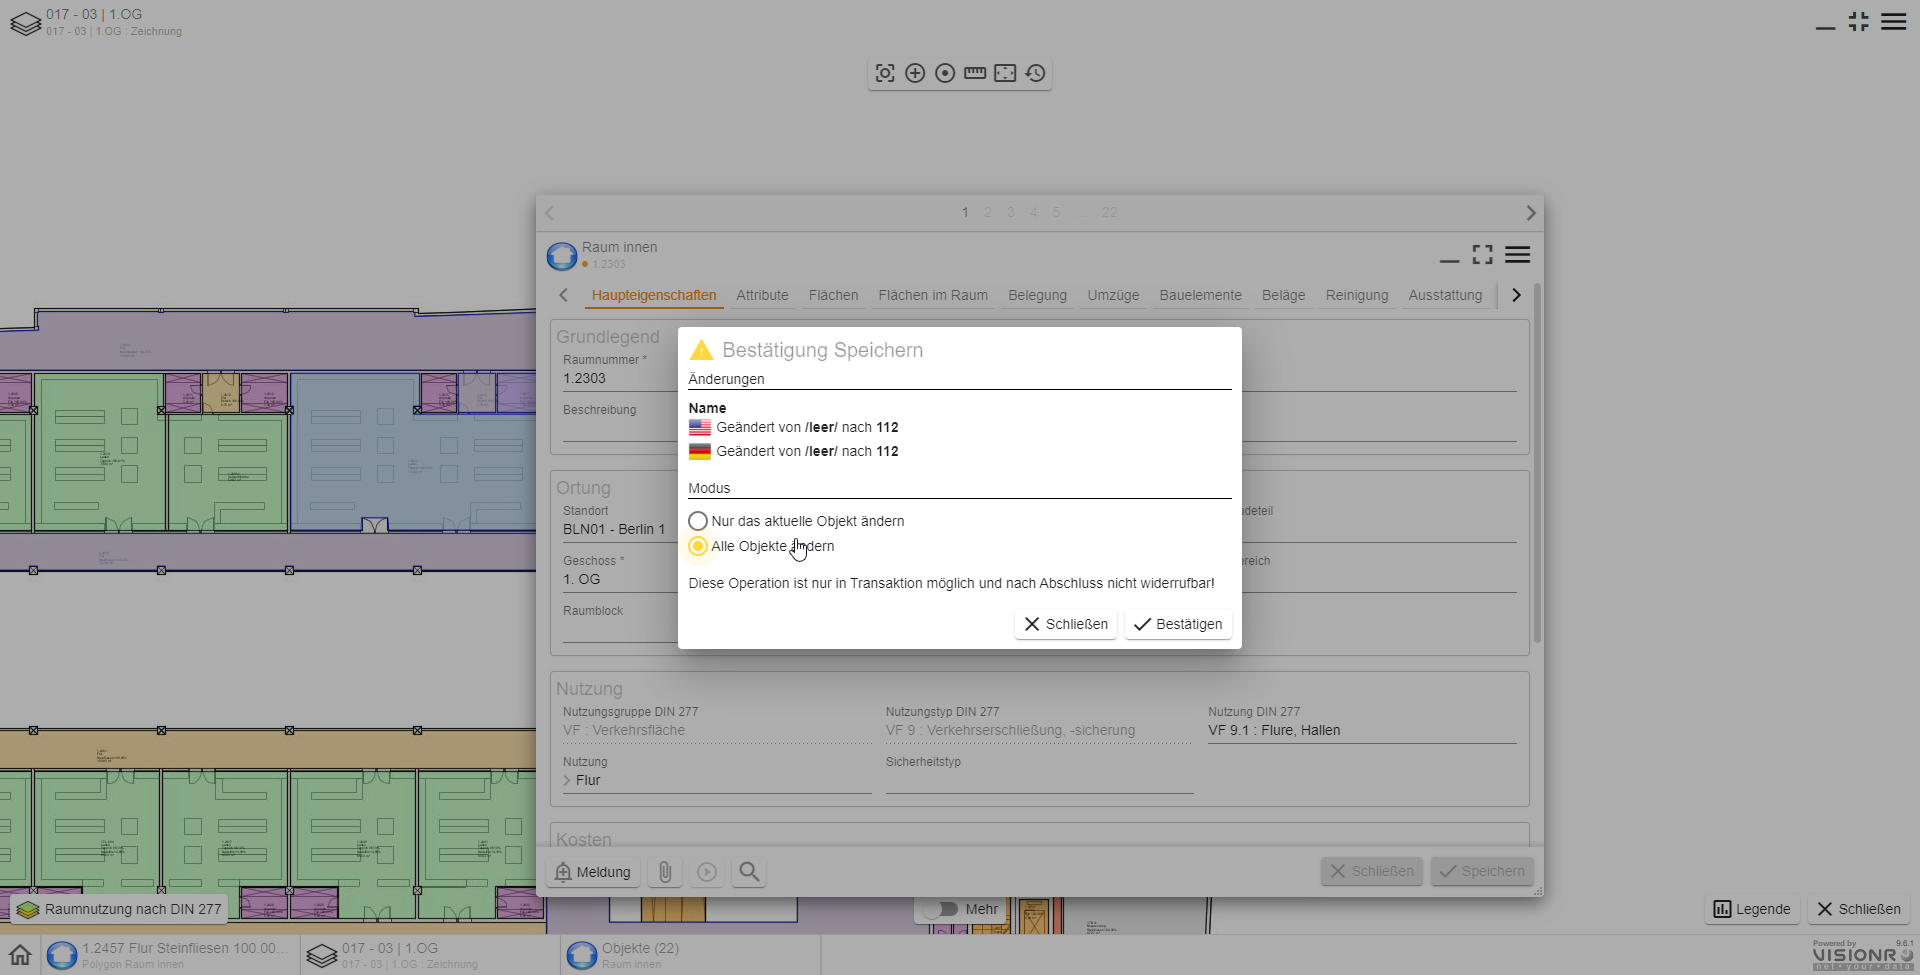 017 - 03 | 1.OG
017 - 03 | 1.OG : Zeichnung
1 2 3 4 5 ... 22
Raum innen
1.2303
Haupteigenschaften Attribute Flächen Flächen im Raum Belegung Umzüge Bauelemente Beläge Reinigung Ausstattung
Grundlegend
Raumnummer *
1.2303
Beschreibung
Bestätigung Speichern
Änderungen
Name
Geändert von /leer/ nach 112
Geändert von /leer/ nach 112
Modus
Nur das aktuelle Objekt ändern
Alle Objekte ändern
Diese Operation ist nur in Transaktion möglich und nach Abschluss nicht widerrufbar!
Schließen Bestätigen
Ortung
Standort
BLN01 - Berlin 1
udeteil
Geschoss *
1. OG
ereich
Raumblock
Nutzung
Nutzungsgruppe DIN 277 Nutzungstyp DIN 277 Nutzung DIN 277
VF : Verkehrsfläche VF 9 : Verkehrserschließung, -sicherung VF 9.1 : Flure, Hallen
Nutzung Sicherheitstyp
Flur
Kosten
Meldung Schließen Speichern
Raumnutzung nach DIN 277 Mehr Legende Schließen
1.2457 Flur Steinfliesen 100.00...
Polygon Raum innen
017 - 03 | 1.OG
017 - 03 | 1.OG : Zeichnung
Objekte (22)
Raum innen
Powered by 9.6.1
VISIONR
net • your • data